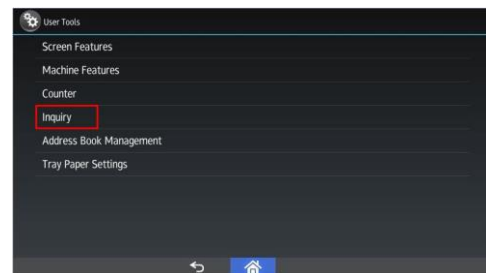 User Tools
Screen Features
Machine Features
Counter
Inquiry
Address Book Management
Tray Paper Settings